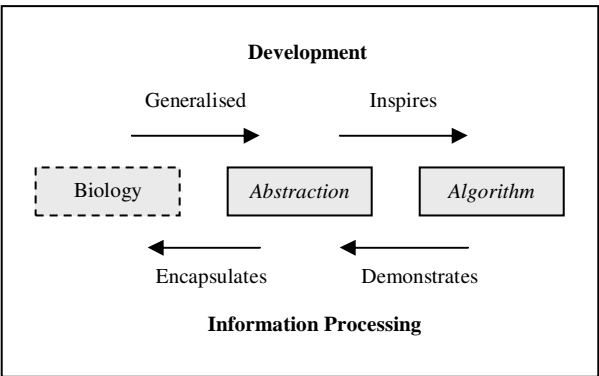 Development
Generalised Inspires
Biology Abstraction Algorithm
Encapsulates Demonstrates
Information Processing